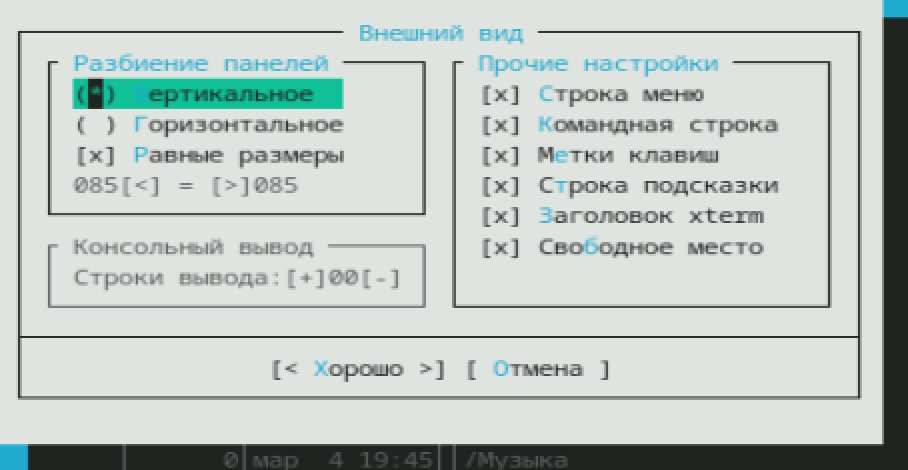 Внешний вид
Разбиение панелей
(*) Вертикальное
( ) Горизонтальное
[x] Равные размеры
085[<] = [>]085
Консольный вывод
Строки вывода:[+]00[-]
Прочие настройки
[x] Строка меню
[x] Командная строка
[x] Метки клавиш
[x] Строка подсказки
[x] Заголовок xterm
[x] Свободное место
[< Хорошо >] [ Отмена ]
0|мар  4 19:45| |/Музыка